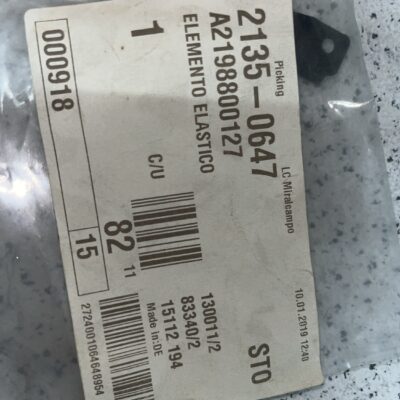 Picking
LC Miralcampo
10.01.2019 12:40
2135-0647
STO
A2198800127
ELEMENTO ELASTICO
1
C/U
130011/2
83340/2
15112 194
Made in:DE
000918
82 11
15
2724001064648954